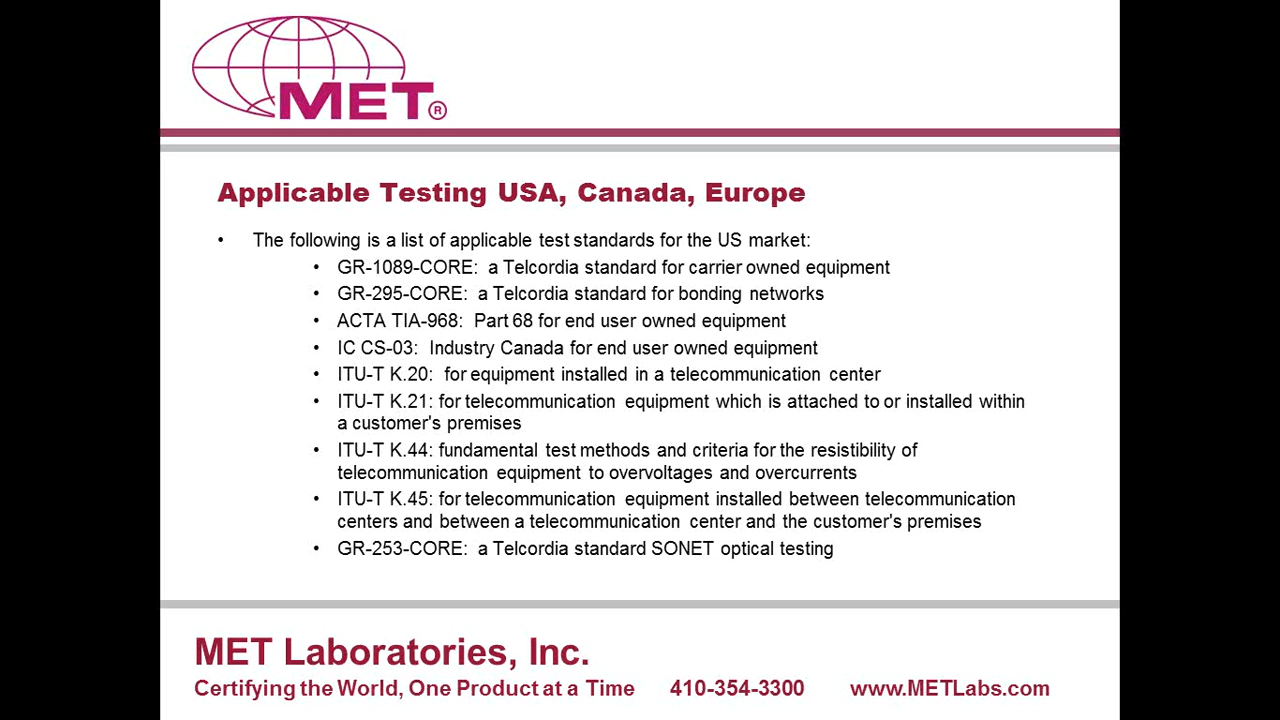 MET®
Applicable Testing USA, Canada, Europe
• The following is a list of applicable test standards for the US market:
• GR-1089-CORE: a Telcordia standard for carrier owned equipment
• GR-295-CORE: a Telcordia standard for bonding networks
• ACTA TIA-968: Part 68 for end user owned equipment
• IC CS-03: Industry Canada for end user owned equipment
• ITU-T K.20: for equipment installed in a telecommunication center
• ITU-T K.21: for telecommunication equipment which is attached to or installed within
a customer's premises
• ITU-T K.44: fundamental test methods and criteria for the resistibility of
telecommunication equipment to overvoltages and overcurrents
• ITU-T K.45: for telecommunication equipment installed between telecommunication
centers and between a telecommunication center and the customer's premises
• GR-253-CORE: a Telcordia standard SONET optical testing
MET Laboratories, Inc.
Certifying the World, One Product at a Time 410-354-3300 www.METLabs.com